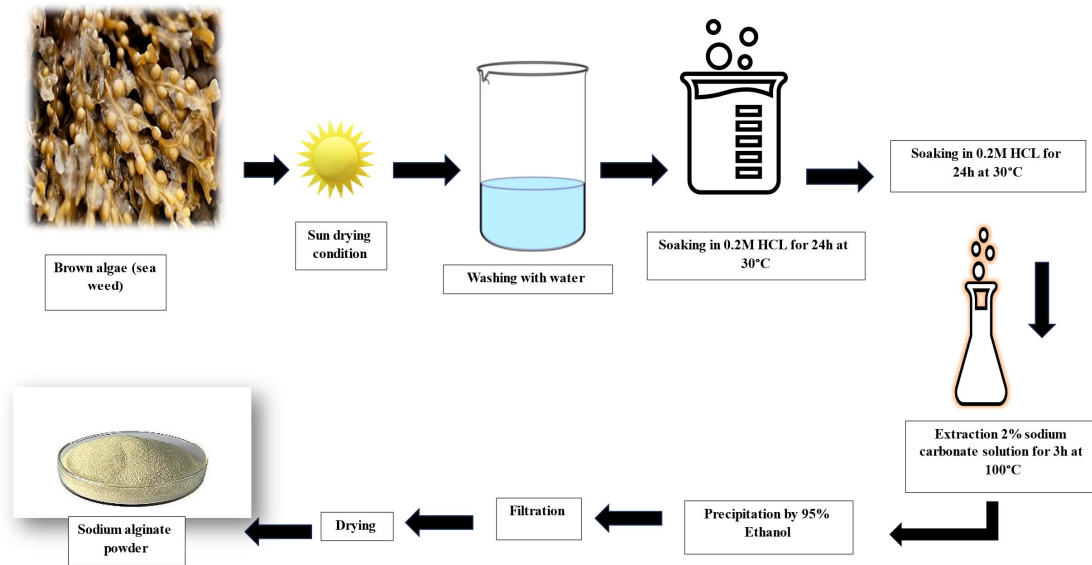 Brown algae (sea
weed)
Sun drying
condition
Washing with water
Soaking in 0.2M HCL for 24h at
30°C
Soaking in 0.2M HCL for
24h at 30°C
Extraction 2% sodium
carbonate solution for 3h at
100°C
Precipitation by 95%
Ethanol
Filtration
Drying
Sodium alginate
powder